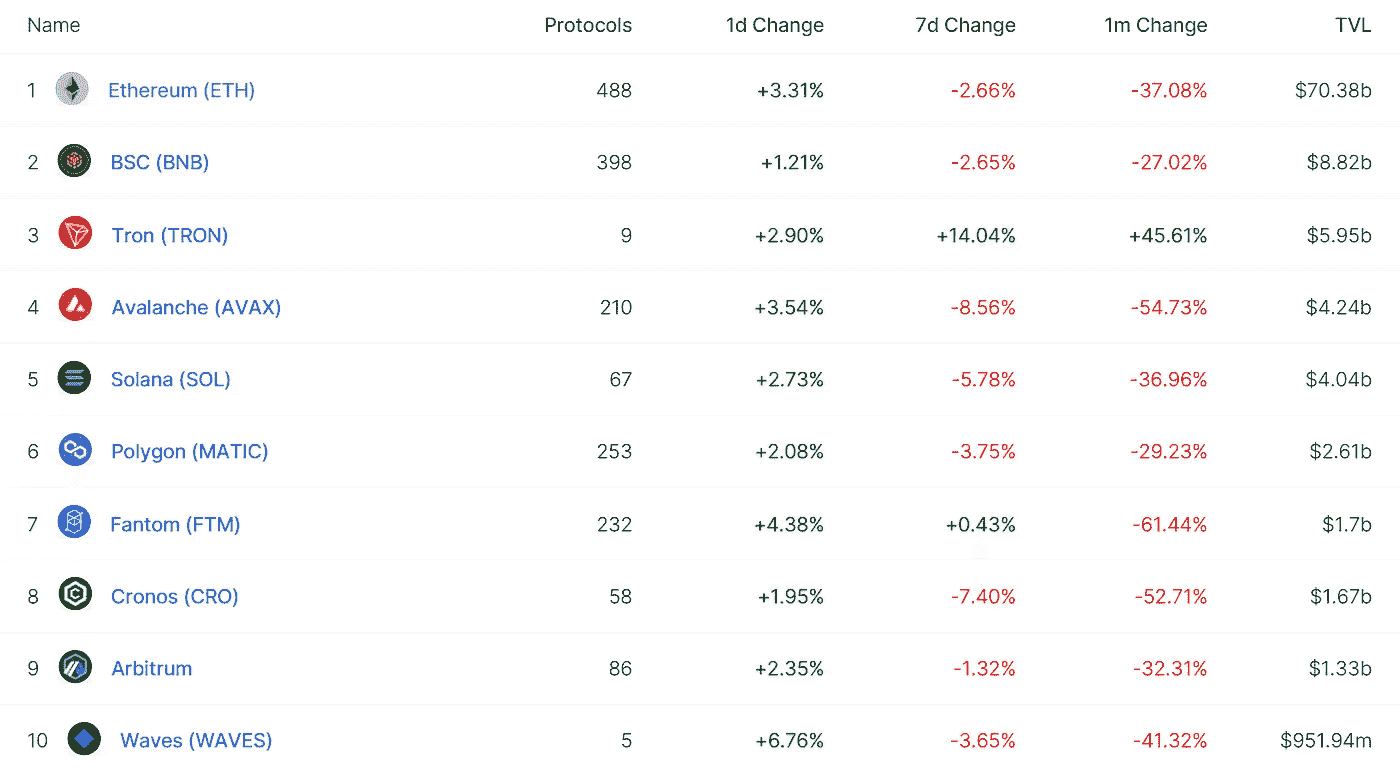 Name Protocols 1d Change 7d Change 1m Change TVL
1 Ethereum (ETH) 488 +3.31% -2.66% -37.08% $70.38b
2 BSC (BNB) 398 +1.21% -2.65% -27.02% $8.82b
3 Tron (TRON) 9 +2.90% +14.04% +45.61% $5.95b
4 Avalanche (AVAX) 210 +3.54% -8.56% -54.73% $4.24b
5 Solana (SOL) 67 +2.73% -5.78% -36.96% $4.04b
6 Polygon (MATIC) 253 +2.08% -3.75% -29.23% $2.61b
7 Fantom (FTM) 232 +4.38% +0.43% -61.44% $1.7b
8 Cronos (CRO) 58 +1.95% -7.40% -52.71% $1.67b
9 Arbitrum 86 +2.35% -1.32% -32.31% $1.33b
10 Waves (WAVES) 5 +6.76% -3.65% -41.32% $951.94m